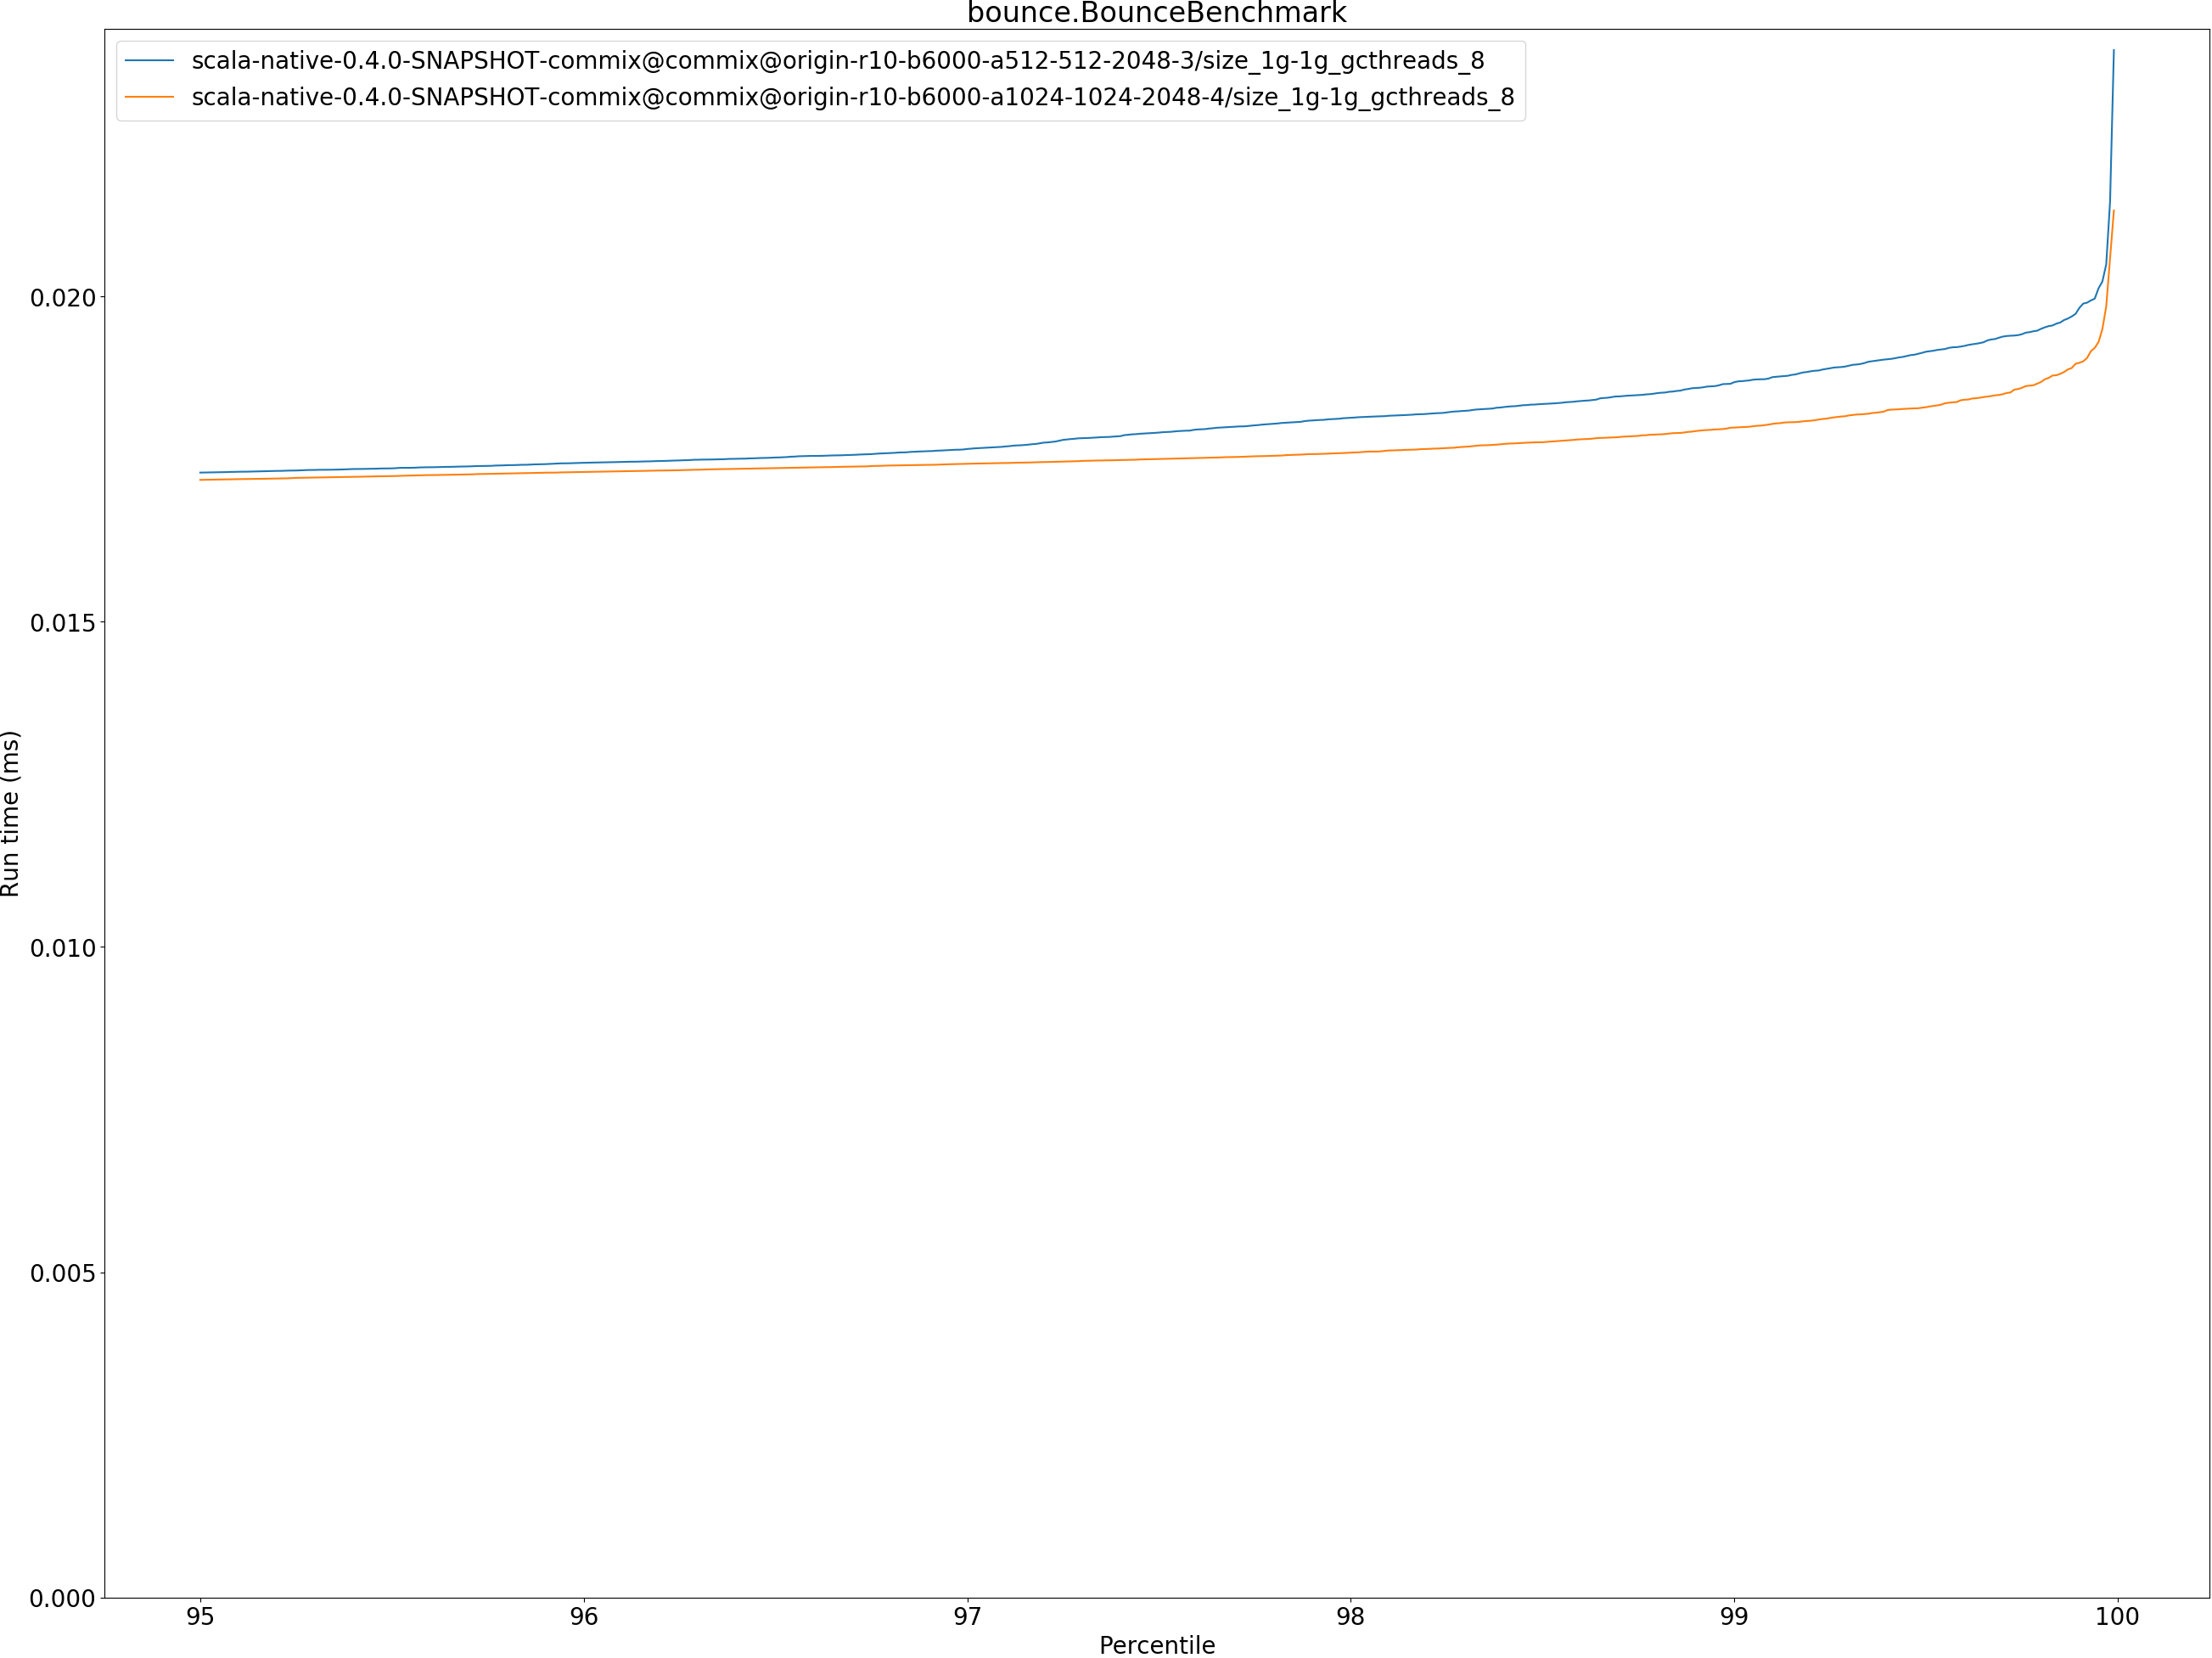 bounce.BounceBenchmark
scala-native-0.4.0-SNAPSHOT-commix@commix@origin-r10-b6000-a512-512-2048-3/size_1g-1g_gcthreads_8
scala-native-0.4.0-SNAPSHOT-commix@commix@origin-r10-b6000-a1024-1024-2048-4/size_1g-1g_gcthreads_8
Run time (ms)
0.020
0.015
0.010
0.005
0.000
95 96 97 98 99 100
Percentile